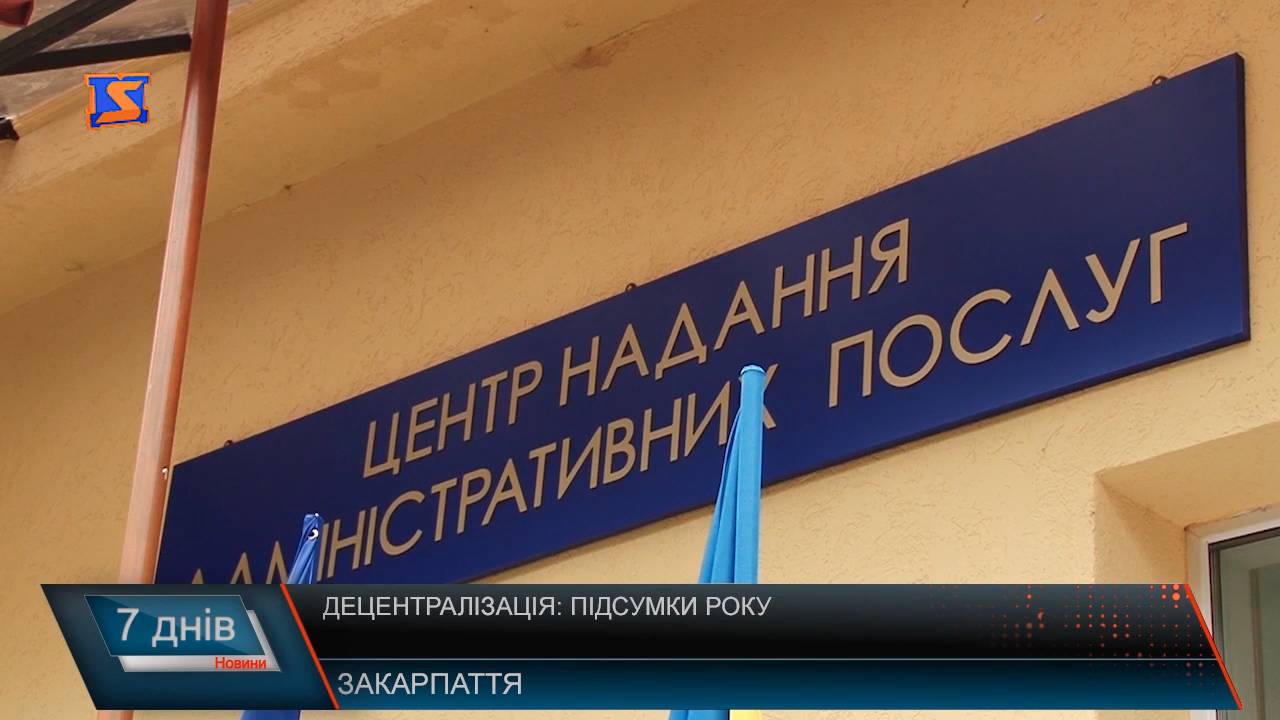 ЦЕНТР НАДАННЯ
АДМІНІСТРАТИВНИХ ПОСЛУГ
7 днів
Новини
ДЕЦЕНТРАЛІЗАЦІЯ: ПІДСУМКИ РОКУ
ЗАКАРПАТТЯ